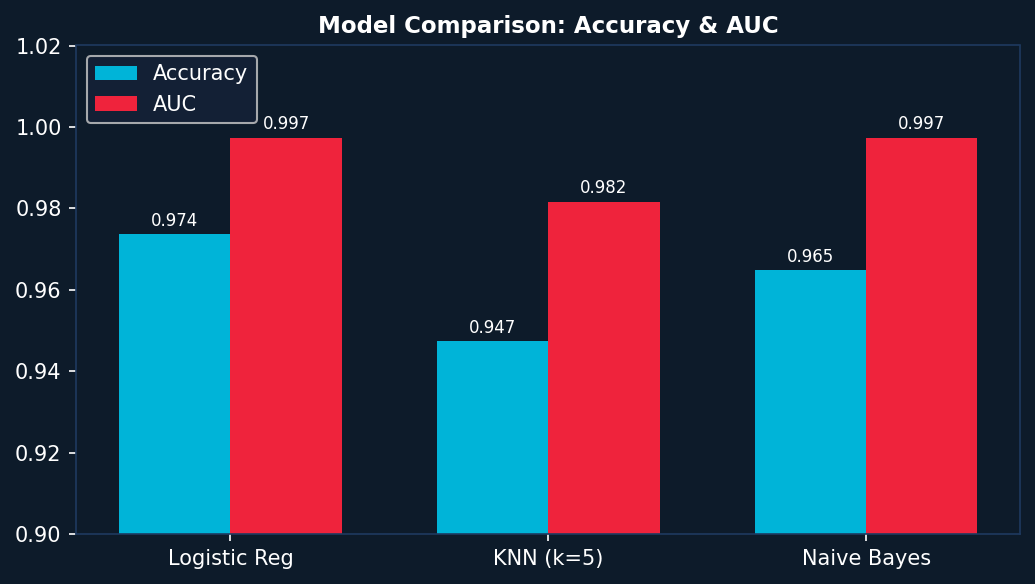 Model Comparison: Accuracy & AUC
1.02
1.00
0.98
0.96
0.94
0.92
0.90
Accuracy
AUC
0.974
0.997
0.947
0.982
0.965
0.997
Logistic Reg
KNN (k=5)
Naive Bayes